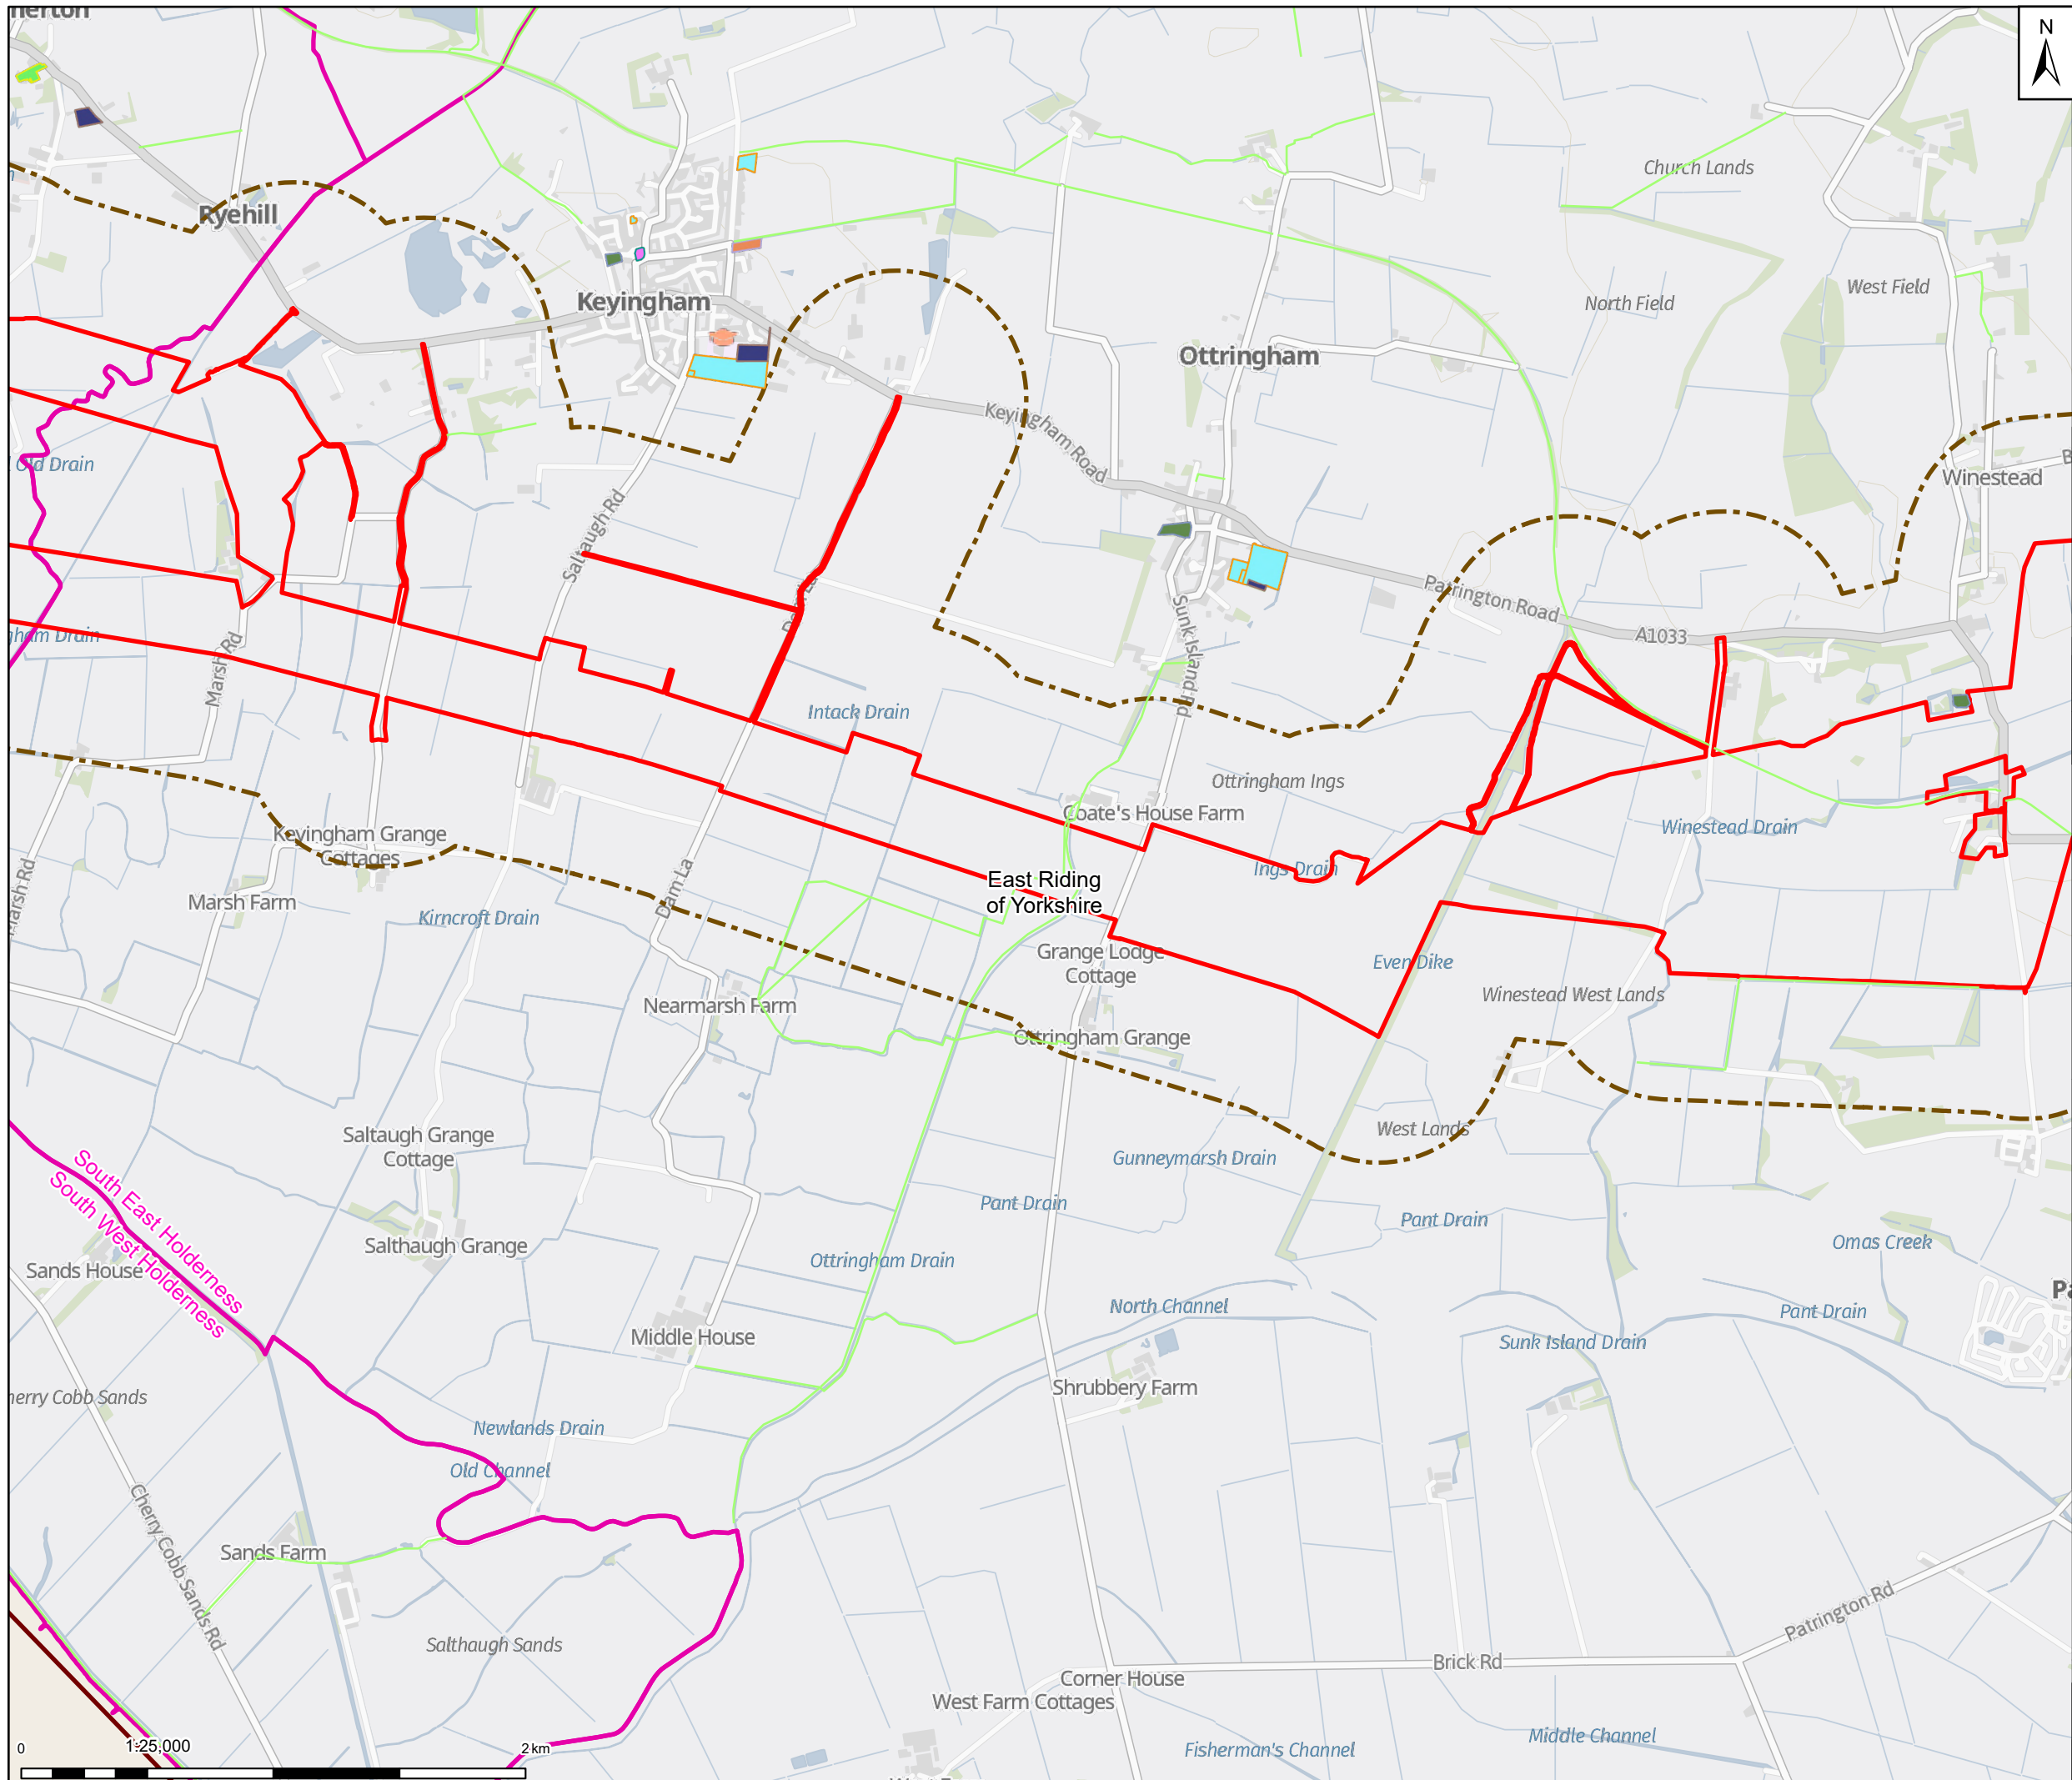 N
Church Lands
Ryehill
West Field
Keyingham
North Field
Ottringham
Keyingham Road
Old Drain
Winestead
Saltaugh Rd
Patrington Road
A1033
Marsh Rd
Sunk Island Rd
Intack Drain
Ottringham Ings
Coate's House Farm
Winestead Drain
Keyingham Grange
Cottages
Ings Drain
East Riding
of Yorkshire
Marsh Rd
Dam La
Marsh Farm
Kirncroft Drain
Grange Lodge
Cottage
Even Dike
Winestead West Lands
Nearmarsh Farm
Ottringham Grange
West Lands
Saltaugh Grange
Cottage
Gunneymarsh Drain
South East Holderness
South West Holderness
Pant Drain
Pant Drain
Salthaugh Grange
Omas Creek
Sands House
Ottringham Drain
North Channel
Pant Drain
Middle House
Sunk Island Drain
Shrubbery Farm
Newlands Drain
Old Channel
Cherry Cobb Sands Rd
Sands Farm
Patrington Rd
Salthaugh Sands
Brick Rd
Corner House
West Farm Cottages
Middle Channel
Fisherman's Channel
0
1:25,000
2 km